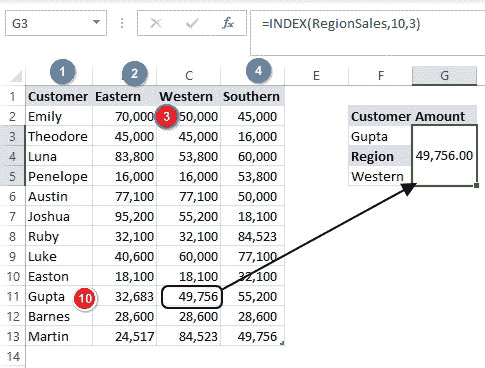 G3 fx =INDEX(RegionSales,10,3)
1 2 4
A B C D E F G
1 Customer Eastern Western Southern
2 Emily 70,000 3 50,000 45,000 Customer Amount
3 Theodore 45,000 45,000 16,000 Gupta 49,756.00
4 Luna 83,800 53,800 60,000 Region
5 Penelope 16,000 16,000 53,800 Western
6 Austin 77,100 77,100 50,000
7 Joshua 95,200 55,200 18,100
8 Ruby 32,100 32,100 84,523
9 Luke 40,600 60,000 77,100
10 Easton 18,100 18,100 32,100
11 Gupta 10 32,683 49,756 55,200
12 Barnes 28,600 28,600 28,600
13 Martin 24,517 84,523 49,756
14